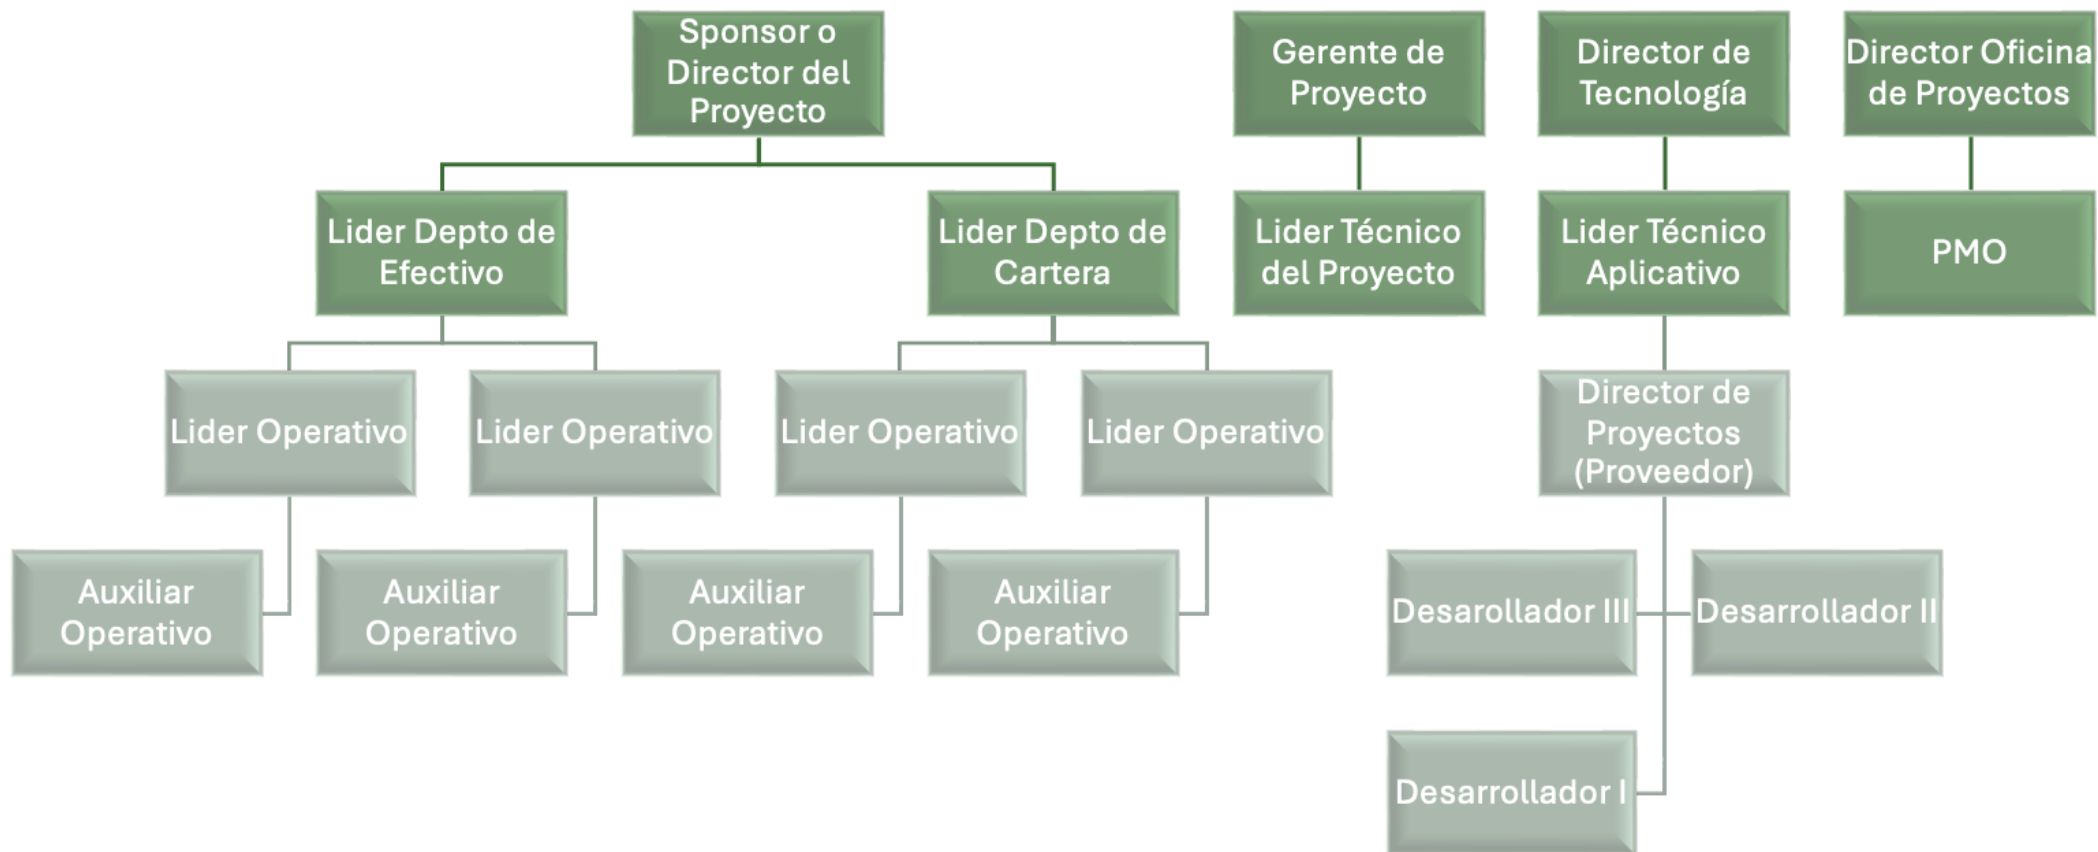 Sponsor o
Director del
Proyecto
Gerente de
Proyecto
Director de
Tecnología
Director Oficina
de Proyectos
Lider Depto de
Efectivo
Lider Depto de
Cartera
Lider Técnico
del Proyecto
Lider Técnico
Aplicativo
PMO
Lider Operativo
Lider Operativo
Lider Operativo
Lider Operativo
Director de
Proyectos
(Proveedor)
Auxiliar
Operativo
Auxiliar
Operativo
Auxiliar
Operativo
Auxiliar
Operativo
Desarollador III
Desarrollador II
Desarrollador I